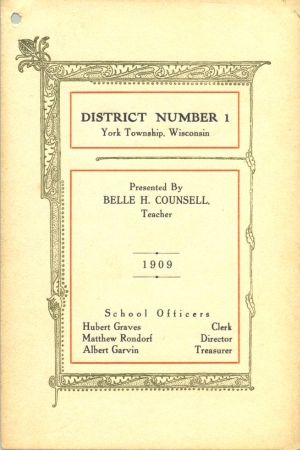 DISTRICT NUMBER 1
York Township, Wisconsin
Presented By
BELLE H. COUNSELL,
Teacher
1909
School Officers
Hubert Graves Clerk
Matthew Rondorf Director
Albert Garvin Treasurer